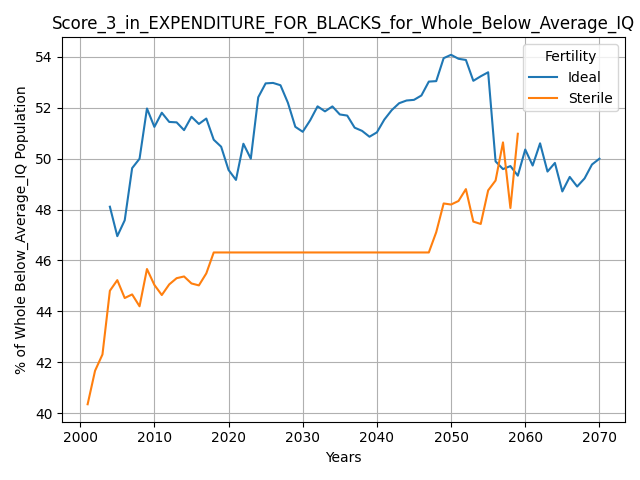 Score_3_in_EXPENDITURE_FOR_BLACKS_for_Whole_Below_Average_IQ
Fertility
Ideal
Sterile
% of Whole Below_Average_IQ Population
54
52
50
48
46
44
42
40
2000 2010 2020 2030 2040 2050 2060 2070
Years